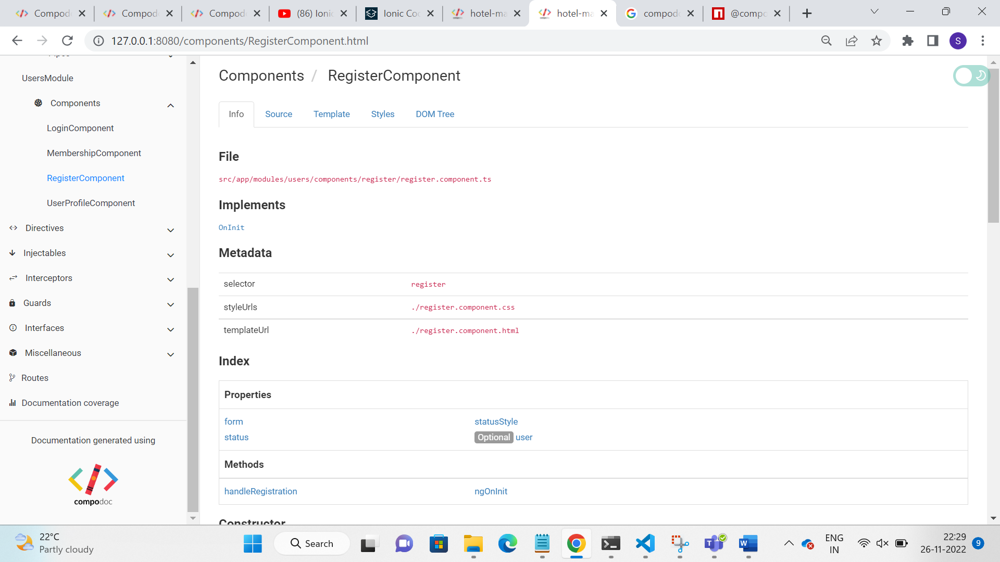 Compod
Compod
Compod
(86) Ionic
Ionic Coc
hotel-ma
hotel-ma
compodo
@compo
127.0.0.1:8080/components/RegisterComponent.html
S
UsersModule
Components
LoginComponent
MembershipComponent
RegisterComponent
UserProfileComponent
Directives
Injectables
Interceptors
Guards
Interfaces
Miscellaneous
Routes
Documentation coverage
Documentation generated using
compodoc
Components / RegisterComponent
Info Source Template Styles DOM Tree
File
src/app/modules/users/components/register/register.component.ts
Implements
OnInit
Metadata
selector register
styleUrls ./register.component.css
templateUrl ./register.component.html
Index
Properties
form statusStyle
status Optional user
Methods
handleRegistration ngOnInit
Constructor
22°C
Partly cloudy
Search
ENG
IN
22:29
26-11-2022
9